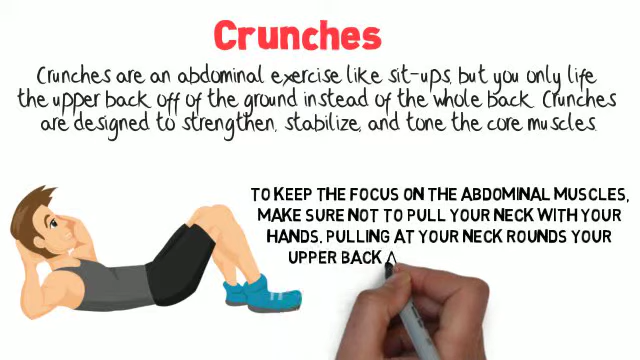 Crunches
Crunches are an abdominal exercise like sit-ups, but you only life
the upper back off of the ground instead of the whole back. Crunches
are designed to strengthen, stabilize, and tone the core muscles.
TO KEEP THE FOCUS ON THE ABDOMINAL MUSCLES,
MAKE SURE NOT TO PULL YOUR NECK WITH YOUR
HANDS. PULLING AT YOUR NECK ROUNDS YOUR
UPPER BACK